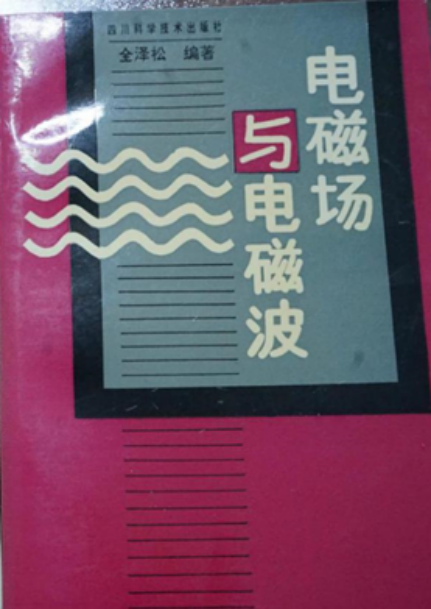 四川科学技术出版社
全泽松 编著
电磁场
与电磁波